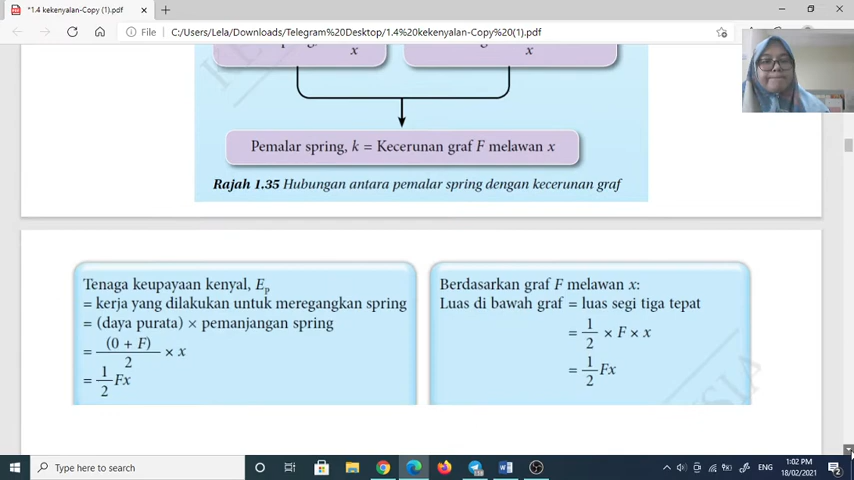 *1.4 kekenyalan-Copy (1).pdf
File
C:/Users/Lela/Downloads/Telegram%20Desktop/1.4%20kekenyalan-Copy%20(1).pdf
x
x
Pemalar spring, k = Kecerunan graf F melawan x
Rajah 1.35 Hubungan antara pemalar spring dengan kecerunan graf
Tenaga keupayaan kenyal, Ep
= kerja yang dilakukan untuk meregangkan spring
= (daya purata) × pemanjangan spring
= (0 + F)/2 × x
= 1/2 Fx
Berdasarkan graf F melawan x:
Luas di bawah graf = luas segi tiga tepat
= 1/2 × F × x
= 1/2 Fx
Type here to search
ENG
1:02 PM
18/02/2021
2